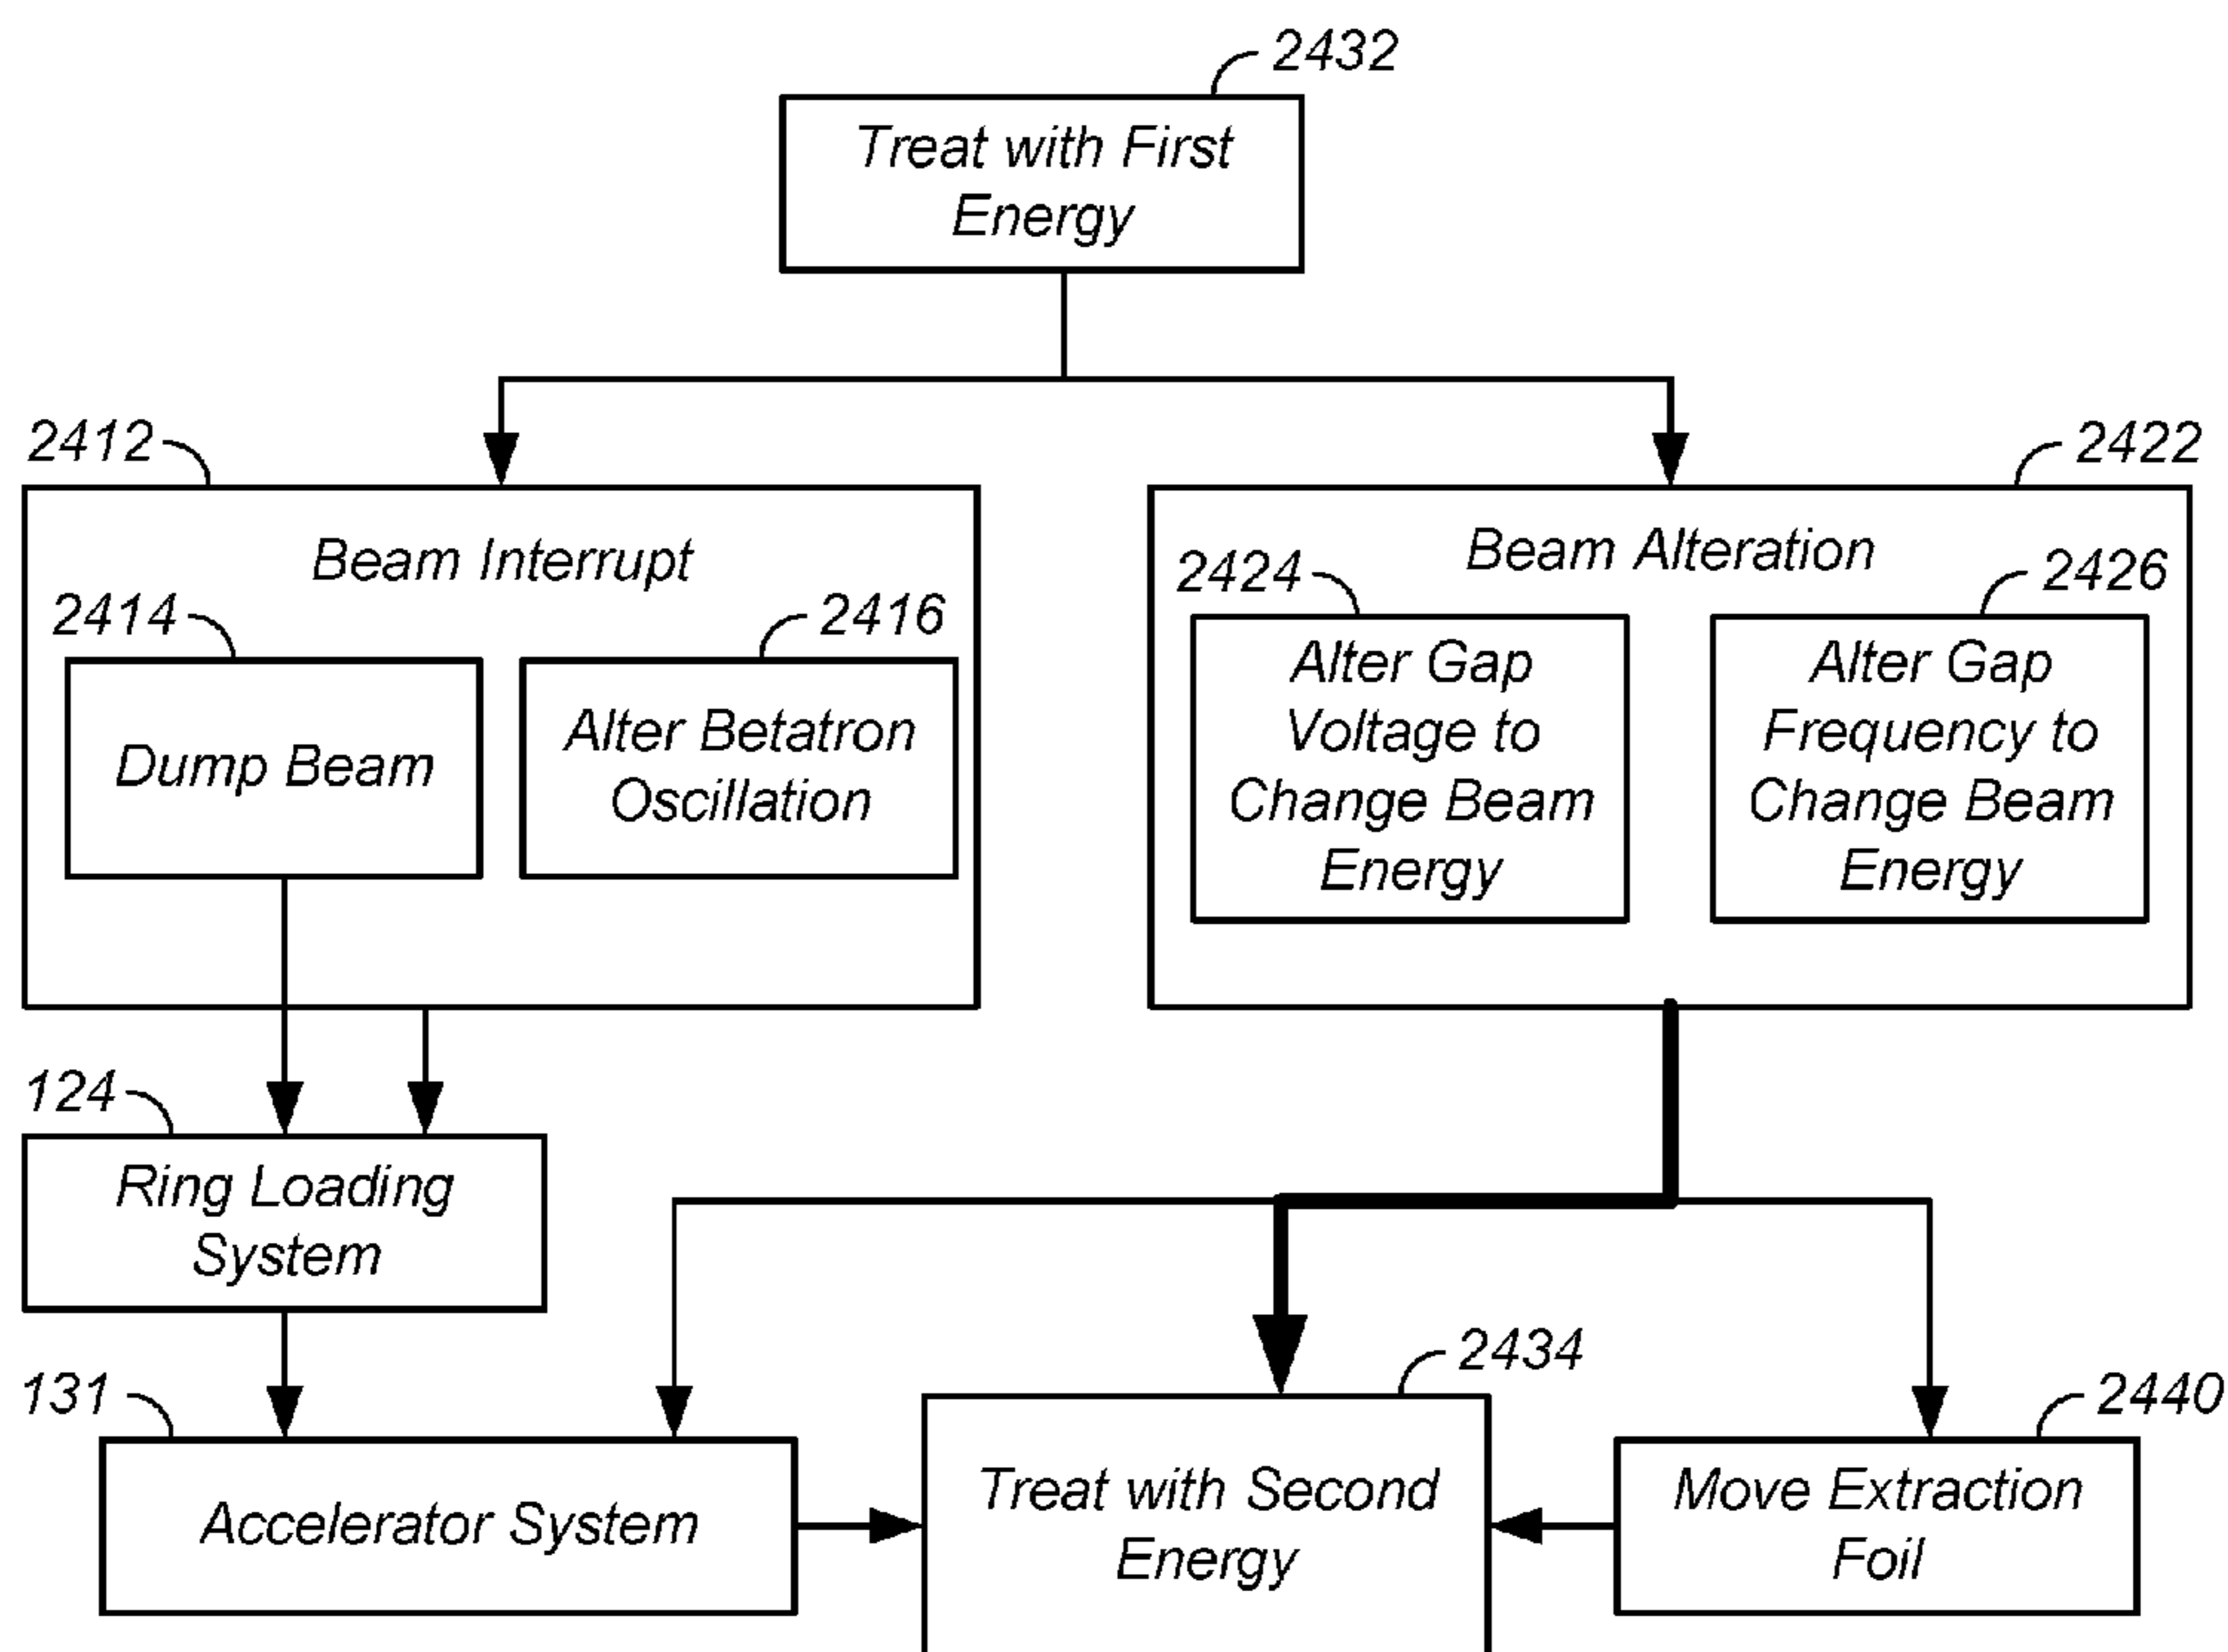 2432
Treat with First
Energy
2412
Beam Interrupt
2414
Dump Beam
2416
Alter Betatron
Oscillation
2422
Beam Alteration
2424
Alter Gap
Voltage to
Change Beam
Energy
2426
Alter Gap
Frequency to
Change Beam
Energy
124
Ring Loading
System
131
Accelerator System
2434
Treat with Second
Energy
2440
Move Extraction
Foil